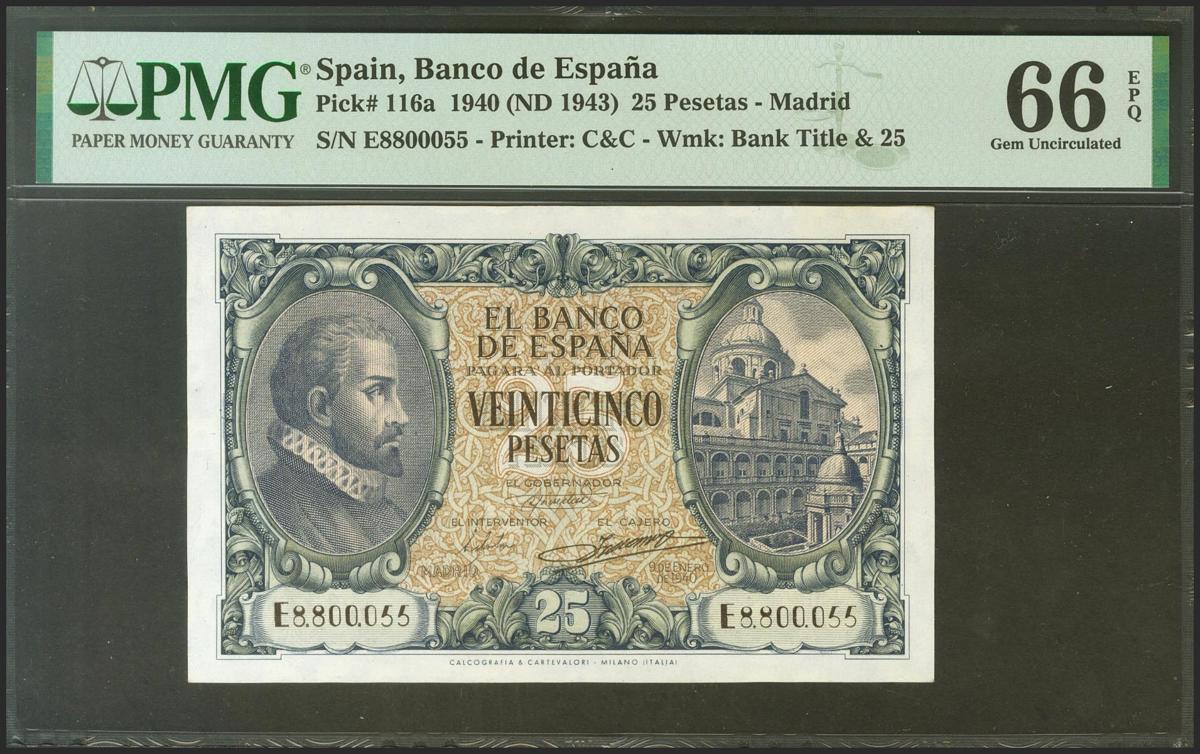 PMG®
PAPER MONEY GUARANTY
Spain, Banco de España
Pick# 116a 1940 (ND 1943) 25 Pesetas - Madrid
S/N E8800055 - Printer: C&C - Wmk: Bank Title & 25
66
EPQ
Gem Uncirculated
EL BANCO
DE ESPAÑA
PAGARÁ AL PORTADOR
25
VEINTICINCO
PESETAS
EL GOBERNADOR
EL INTERVENTOR
EL CAJERO
MADRID
9 DE ENERO
DE 1940
E8.800.055
25
E8.800.055
CALCOGRAFIA & CARTEVALORI - MILANO (ITALIA)